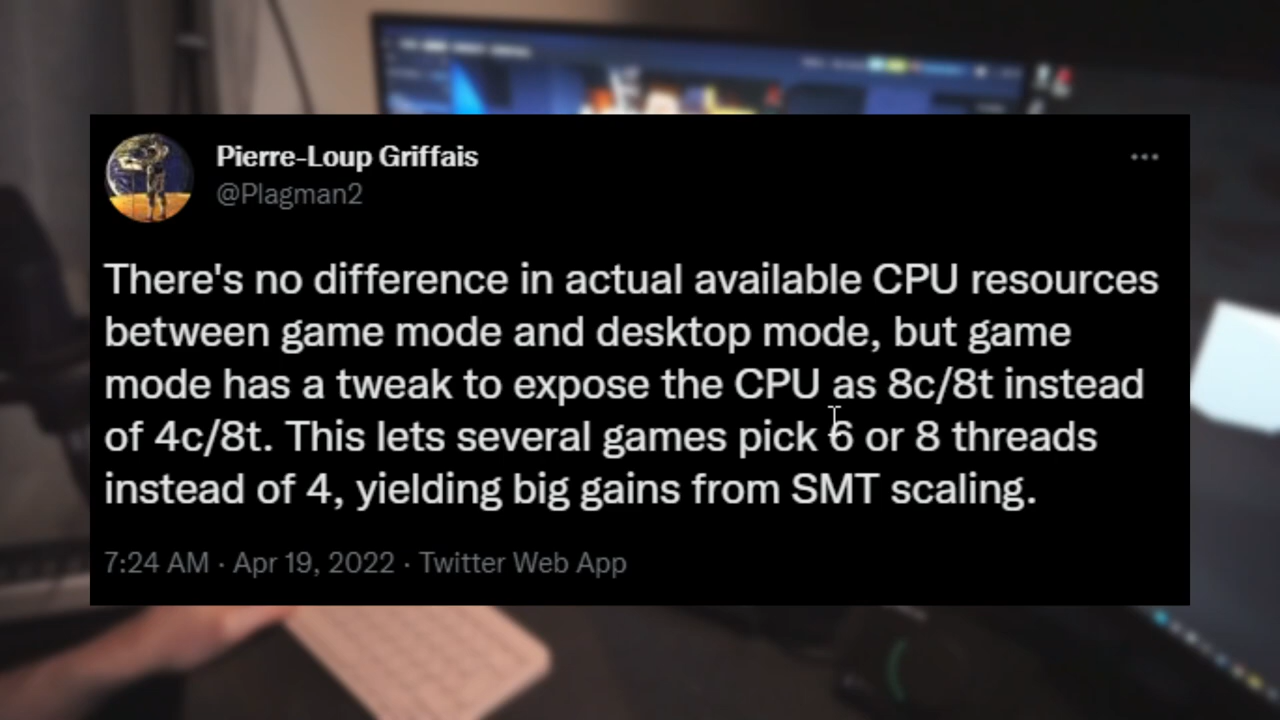 Pierre-Loup Griffais
@Plagman2
There's no difference in actual available CPU resources
between game mode and desktop mode, but game
mode has a tweak to expose the CPU as 8c/8t instead
of 4c/8t. This lets several games pick 6 or 8 threads
instead of 4, yielding big gains from SMT scaling.
7:24 AM · Apr 19, 2022 · Twitter Web App